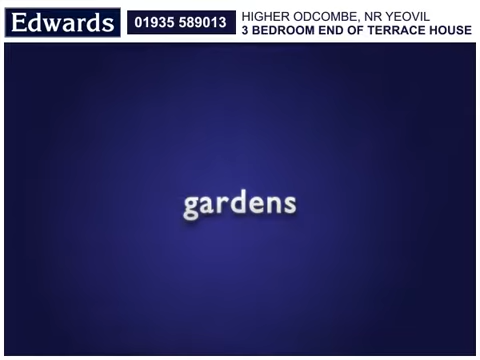 Edwards
01935 589013
HIGHER ODCOMBE, NR YEOVIL
3 BEDROOM END OF TERRACE HOUSE
gardens